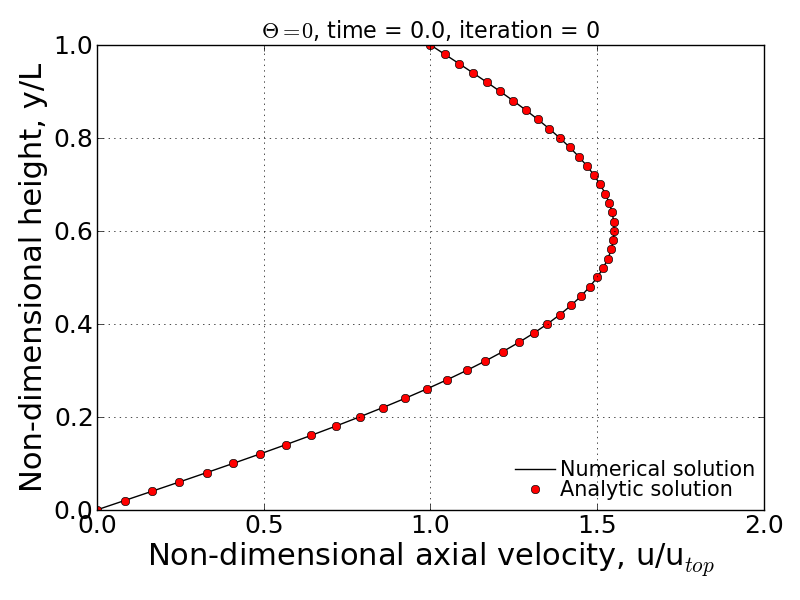 Θ = 0, time = 0.0, iteration = 0
Non-dimensional height, y/L
1.0
0.8
0.6
0.4
0.2
0.0
Numerical solution
Analytic solution
0.0 0.5 1.0 1.5 2.0
Non-dimensional axial velocity, u/u_top